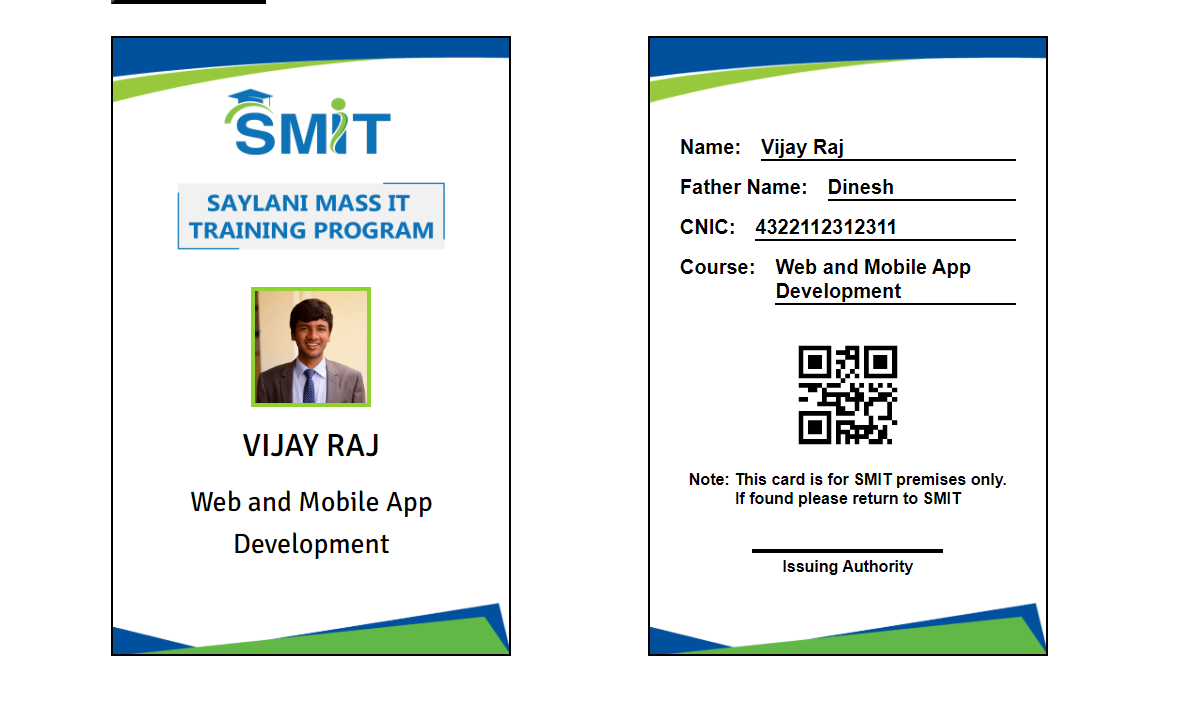 SMIT
SAYLANI MASS IT
TRAINING PROGRAM
VIJAY RAJ
Web and Mobile App
Development
Name: Vijay Raj
Father Name: Dinesh
CNIC: 4322112312311
Course: Web and Mobile App
Development
Note: This card is for SMIT premises only.
If found please return to SMIT
Issuing Authority